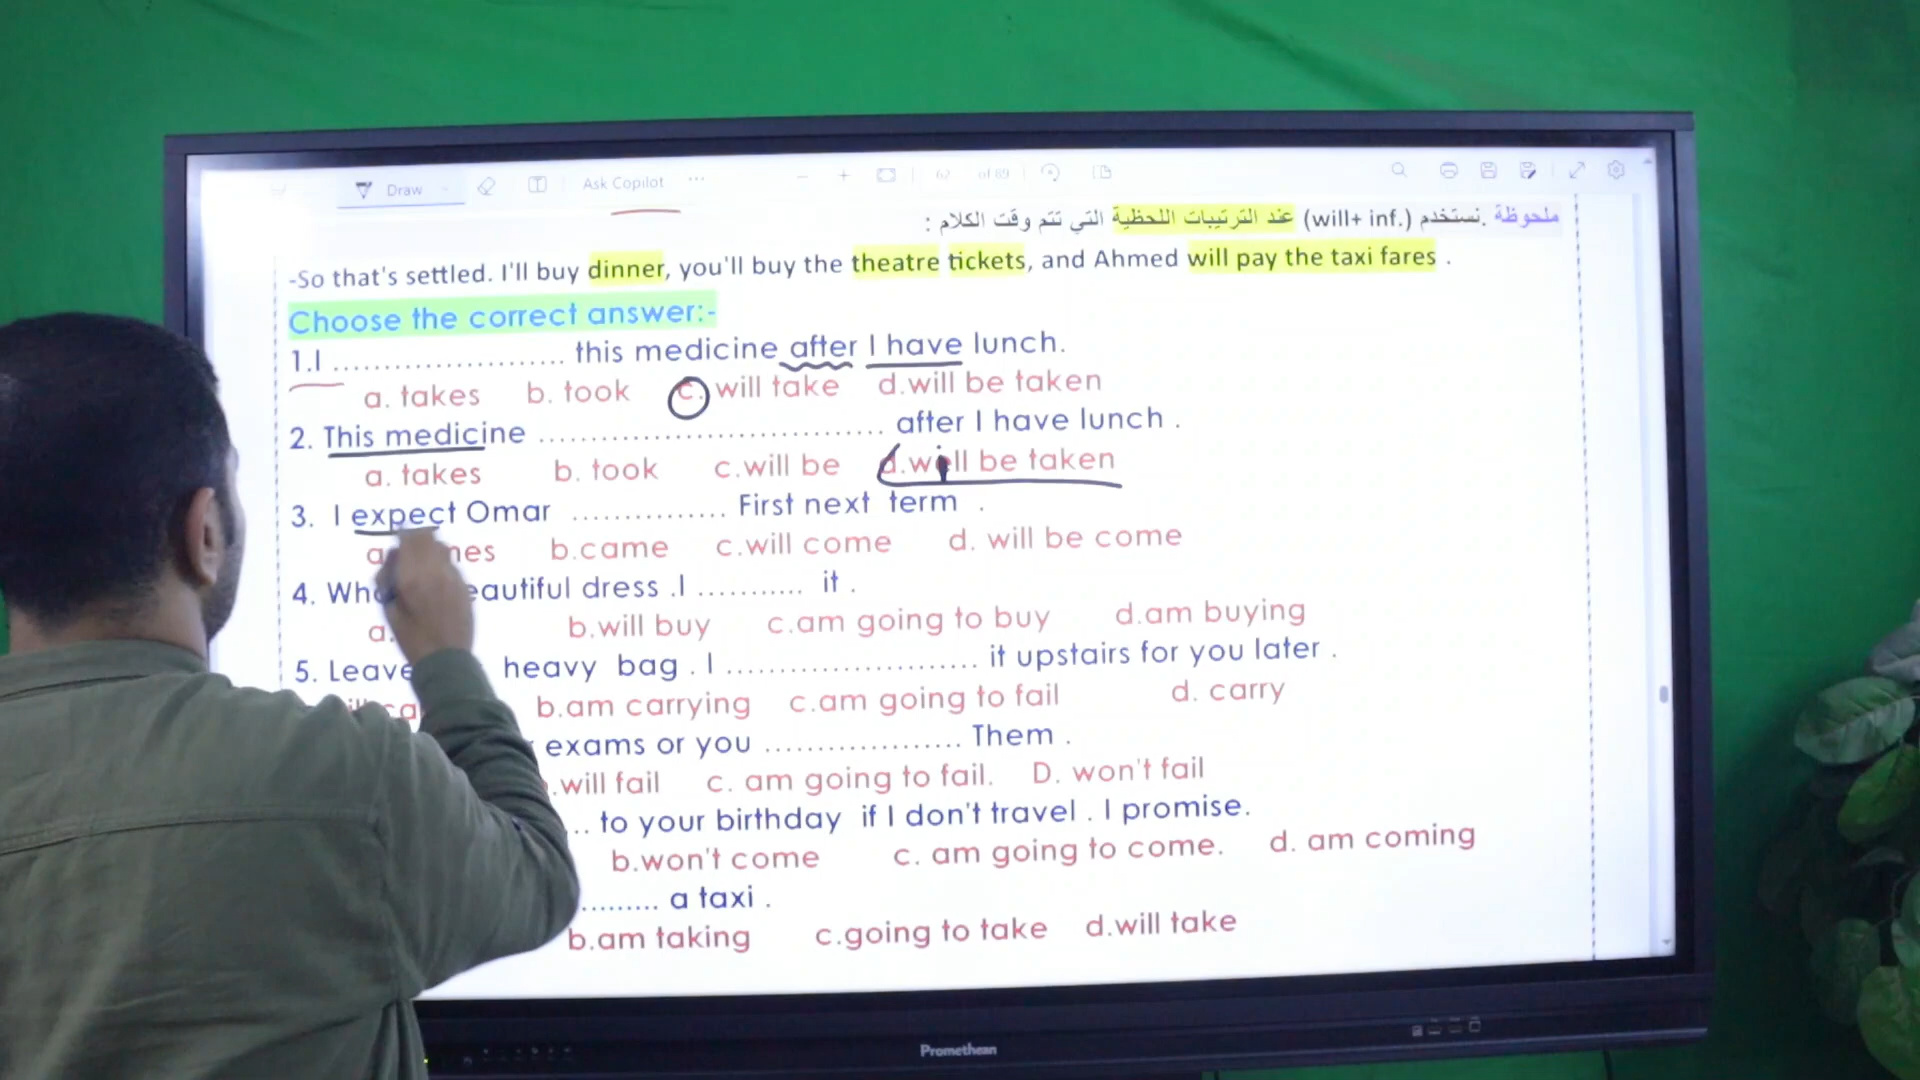 Draw
Ask Copilot
62 of 89
ملحوظة .نستخدم (will+ inf.) عند الترتيبات اللحظية التي تتم وقت الكلام :
-So that's settled. I'll buy dinner, you'll buy the theatre tickets, and Ahmed will pay the taxi fares .
Choose the correct answer:-
1.I ........................ this medicine after I have lunch.
a. takes b. took c. will take d.will be taken
2. This medicine .................................. after I have lunch .
a. takes b. took c.will be d.will be taken
3. I expect Omar ............... First next term .
b.came c.will come d. will be come
4. dress .I ........... it .
b.will buy c.am going to buy d.am buying
5. Leave heavy bag . I ......................... it upstairs for you later .
b.am carrying c.am going to fail d. carry
exams or you ................... Them .
will fail c. am going to fail. D. won't fail
.. to your birthday if I don't travel . I promise.
b.won't come c. am going to come. d. am coming
......... a taxi .
b.am taking c.going to take d.will take
Promethean